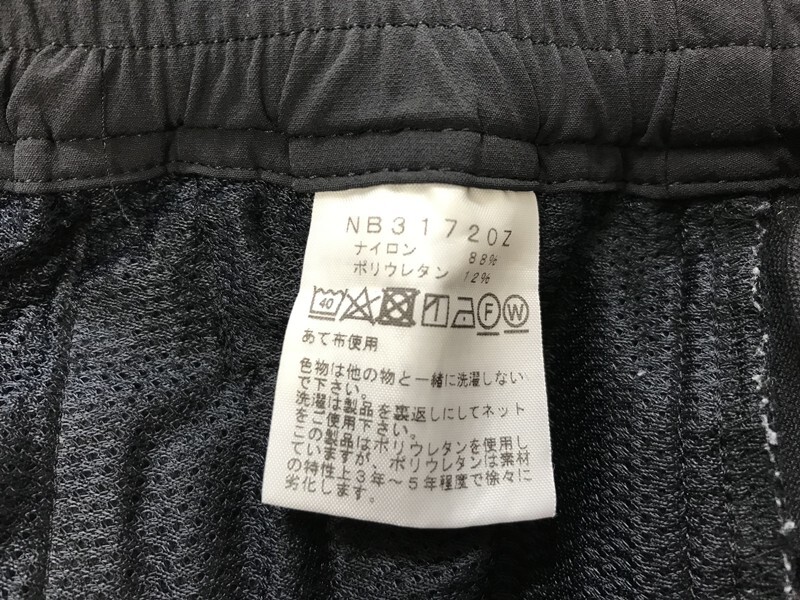 NB31720Z
ナイロン 88%
ポリウレタン 12%
40 F W
あて布使用
色物は他の物と一緒に洗濯しない
で下さい。
洗濯は製品を裏返しにしてネット
をご使用下さい。
この製品はポリウレタンを使用し
ていますが、ポリウレタンは素材
の特性上3年～5年程度で徐々に
劣化します。